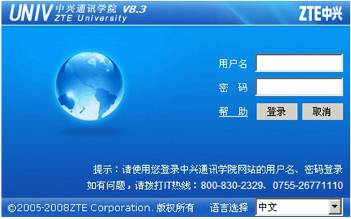 UNIV 中兴通讯学院 V8.3
ZTE University
ZTE中兴
用户名
密 码
帮 助 登录 取消
提示：请使用您登录中兴通讯学院网站的用户名、密码登录
如有问题，请拨打IT热线：800-830-2329、0755-26771110
©2005-2008ZTE Corporation. 版权所有 语言选择 中文